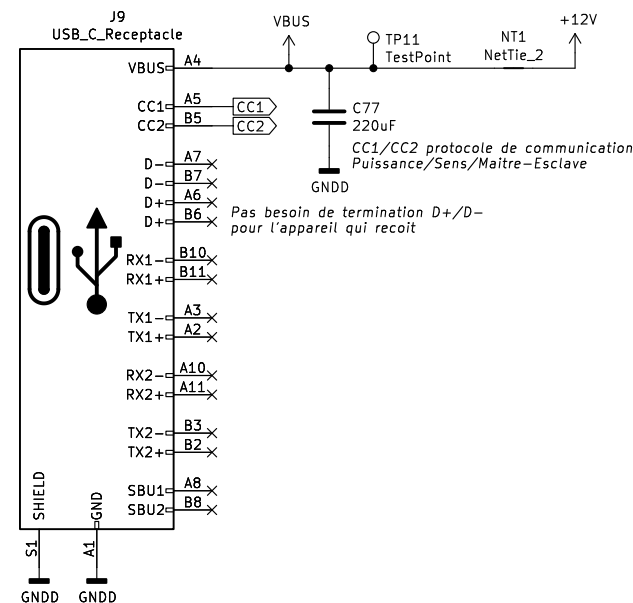 J9
USB_C_Receptacle
VBUS
TP11
TestPoint
NT1
NetTie_2
+12V
VBUS A4
CC1 A5 CC1
CC2 B5 CC2
C77
220uF
CC1/CC2 protocole de communication
Puissance/Sens/Maitre-Esclave
GNDD
D- A7
D- B7
D+ A6
D+ B6
Pas besoin de termination D+/D-
pour l'appareil qui recoit
RX1- B10
RX1+ B11
TX1- A3
TX1+ A2
RX2- A10
RX2+ A11
TX2- B3
TX2+ B2
SBU1 A8
SBU2 B8
SHIELD
GND
S1
A1
GNDD
GNDD